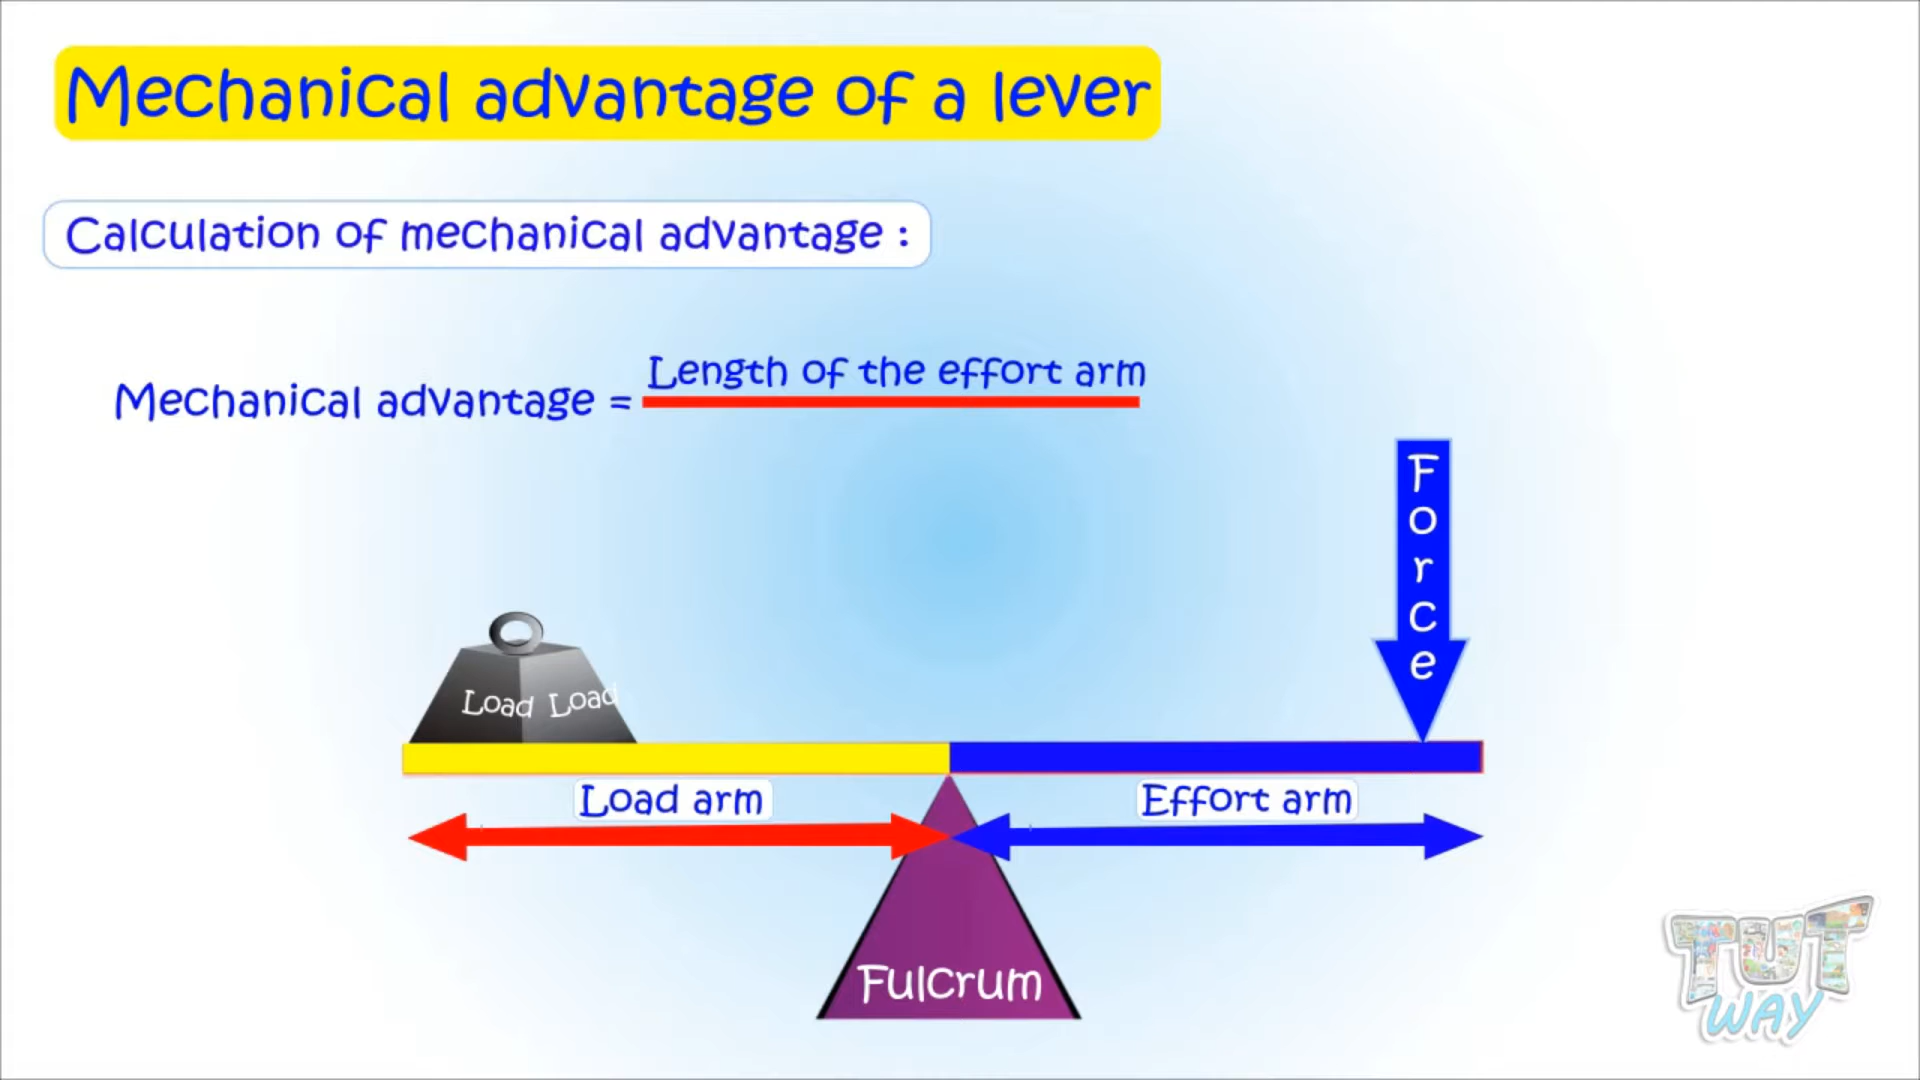 Mechanical advantage of a lever
Calculation of mechanical advantage :
Length of the effort arm
Mechanical advantage =
Force
Load Load
Load arm
Effort arm
Fulcrum
TUT
WAY